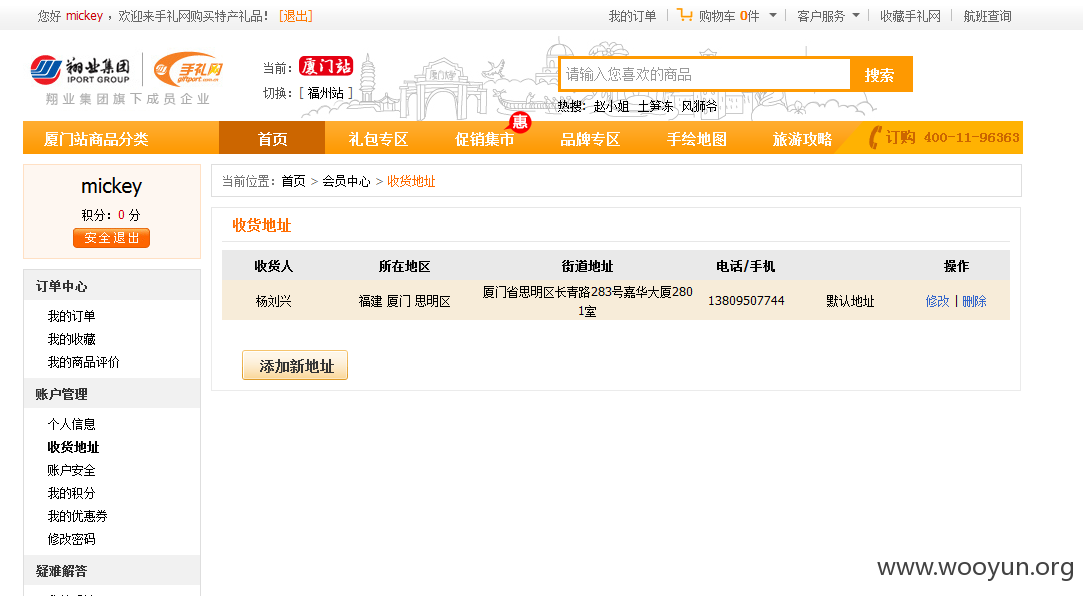 您好 mickey ，欢迎来手礼网购买特产礼品！ [退出]
我的订单 购物车 0件 客户服务 收藏手礼网 航班查询
翔业集团 IPORT GROUP 手礼网
翔业集团旗下成员企业
当前： 厦门站
切换：[ 福州站 ]
请输入您喜欢的商品 搜索
热搜： 赵小姐 土笋冻 风狮爷
惠
厦门站商品分类 首页 礼包专区 促销集市 品牌专区 手绘地图 旅游攻略 订购 400-11-96363
mickey
积分：0 分
安全退出
当前位置： 首页 > 会员中心 > 收货地址
收货地址
收货人 所在地区 街道地址 电话/手机 操作
杨刘兴 福建 厦门 思明区 厦门省思明区长青路283号嘉华大厦280
1室 13809507744 默认地址 修改 | 删除
添加新地址
订单中心
我的订单
我的收藏
我的商品评价
账户管理
个人信息
收货地址
账户安全
我的积分
我的优惠券
修改密码
疑难解答
www.wooyun.org